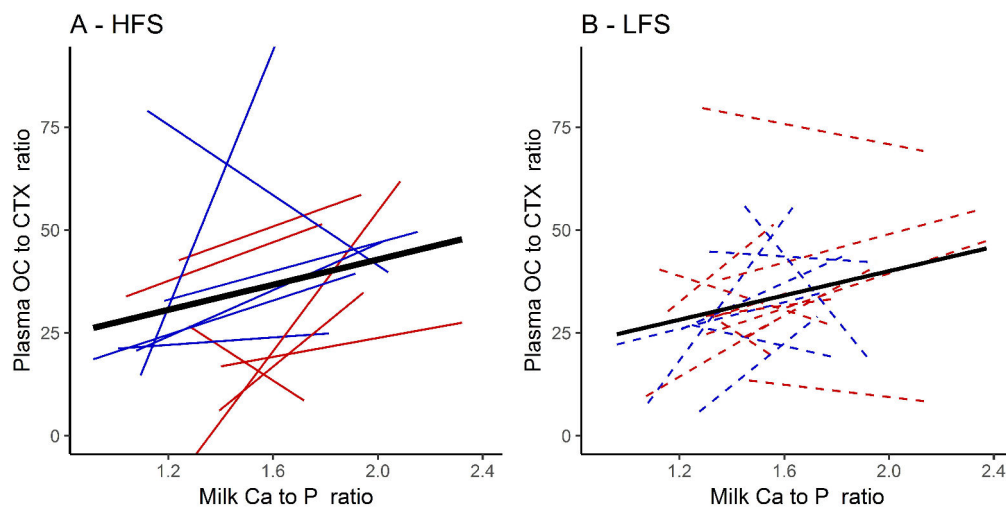 A - HFS
Plasma OC to CTX ratio
75
50
25
0
1.2 1.6 2.0 2.4
Milk Ca to P ratio
B - LFS
Plasma OC to CTX ratio
75
50
25
0
1.2 1.6 2.0 2.4
Milk Ca to P ratio